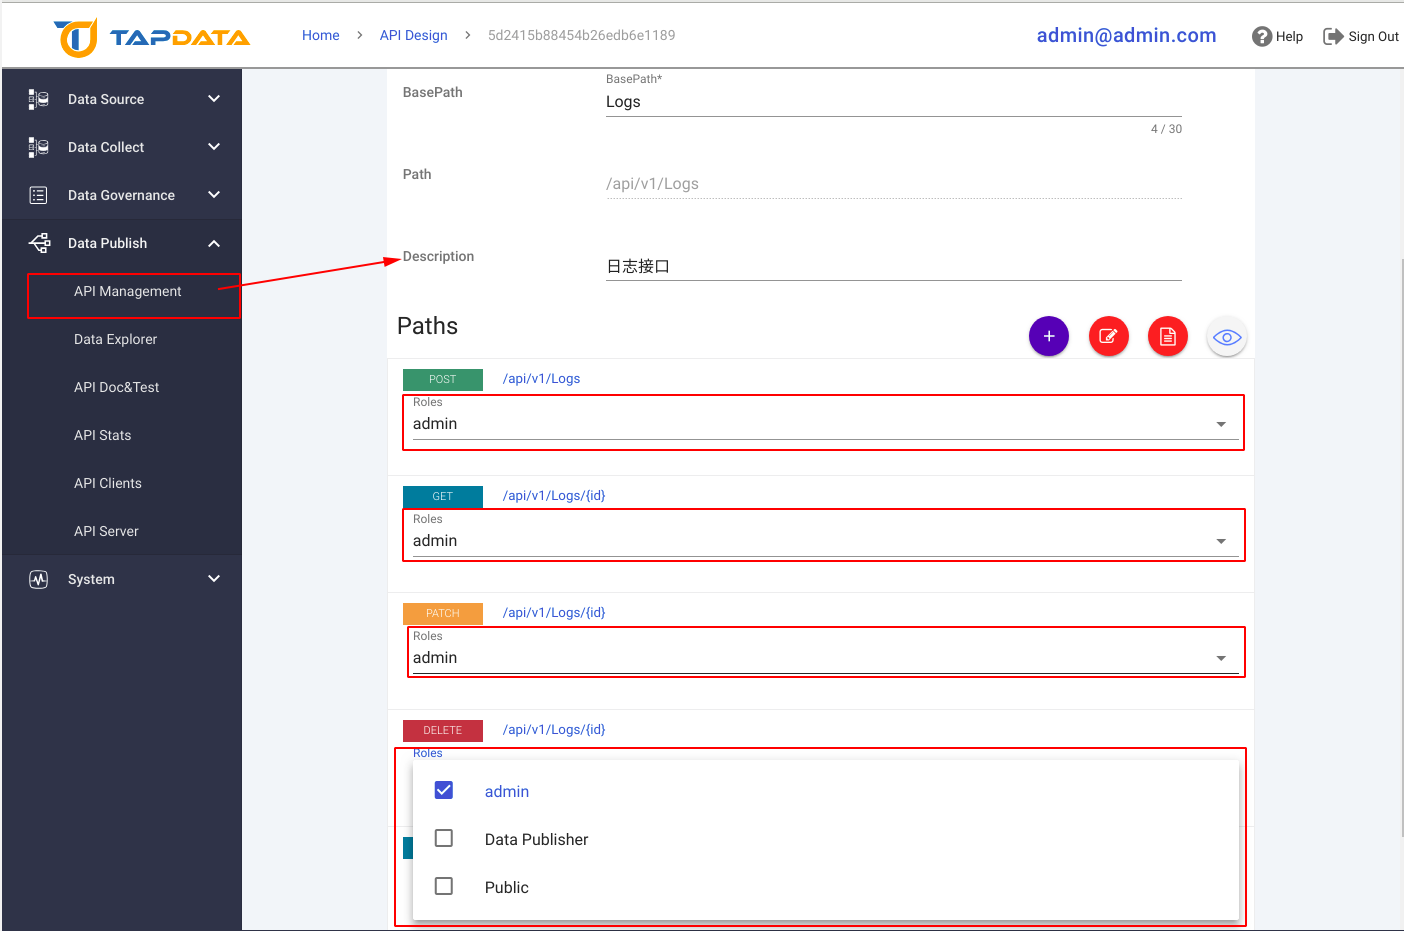 TAPDATA
Home > API Design > 5d2415b88454b26edb6e1189
admin@admin.com
? Help
Sign Out
Data Source
Data Collect
Data Governance
Data Publish
API Management
Data Explorer
API Doc&Test
API Stats
API Clients
API Server
System
BasePath
BasePath*
Logs
4 / 30
Path
/api/v1/Logs
Description
日志接口
Paths
+
POST /api/v1/Logs
Roles
admin
GET /api/v1/Logs/{id}
Roles
admin
PATCH /api/v1/Logs/{id}
Roles
admin
DELETE /api/v1/Logs/{id}
Roles
admin
Data Publisher
Public